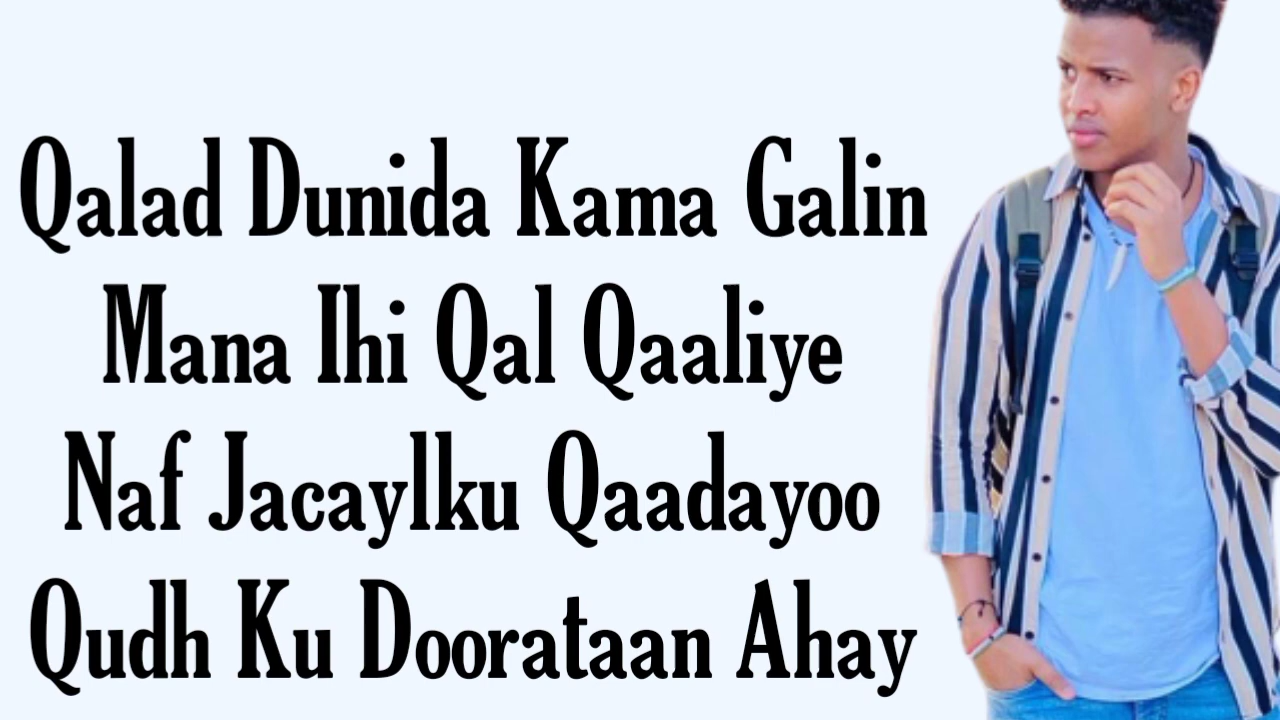 Qalad Dunida Kama Galin
Mana Ihi Qal Qaaliye
Naf Jacaylku Qaadayoo
Qudh Ku Doorataan Ahay